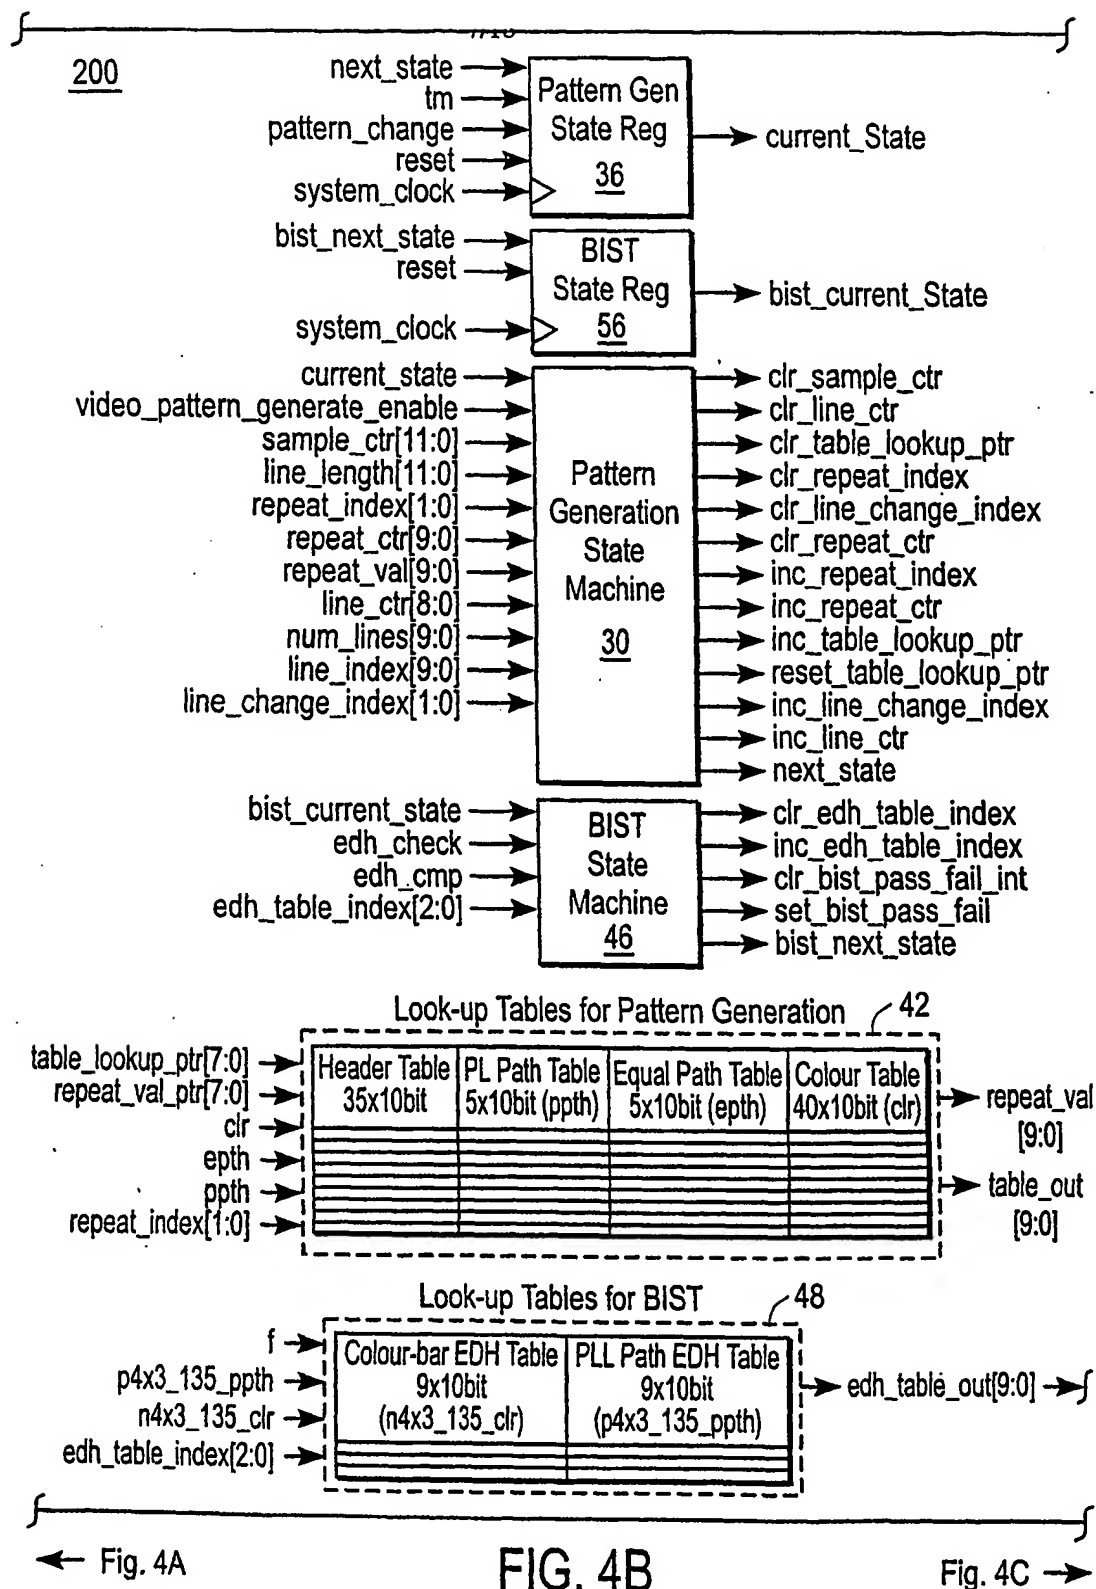 200
next_state
tm
pattern_change
reset
system_clock
Pattern Gen
State Reg
36
current_State
bist_next_state
reset
system_clock
BIST
State Reg
56
bist_current_State
current_state
video_pattern_generate_enable
sample_ctr[11:0]
line_length[11:0]
repeat_index[1:0]
repeat_ctr[9:0]
repeat_val[9:0]
line_ctr[8:0]
num_lines[9:0]
line_index[9:0]
line_change_index[1:0]
Pattern
Generation
State
Machine
30
clr_sample_ctr
clr_line_ctr
clr_table_lookup_ptr
clr_repeat_index
clr_line_change_index
clr_repeat_ctr
inc_repeat_index
inc_repeat_ctr
inc_table_lookup_ptr
reset_table_lookup_ptr
inc_line_change_index
inc_line_ctr
next_state
bist_current_state
edh_check
edh_cmp
edh_table_index[2:0]
BIST
State
Machine
46
clr_edh_table_index
inc_edh_table_index
clr_bist_pass_fail_int
set_bist_pass_fail
bist_next_state
Look-up Tables for Pattern Generation
42
table_lookup_ptr[7:0]
repeat_val_ptr[7:0]
clr
epth
ppth
repeat_index[1:0]
Header Table
35x10bit
PL Path Table
5x10bit (ppth)
Equal Path Table
5x10bit (epth)
Colour Table
40x10bit (clr)
repeat_val
[9:0]
table_out
[9:0]
Look-up Tables for BIST
48
f
p4x3_135_ppth
n4x3_135_clr
edh_table_index[2:0]
Colour-bar EDH Table
9x10bit
(n4x3_135_clr)
PLL Path EDH Table
9x10bit
(p4x3_135_ppth)
edh_table_out[9:0]
Fig. 4A
FIG. 4B
Fig. 4C